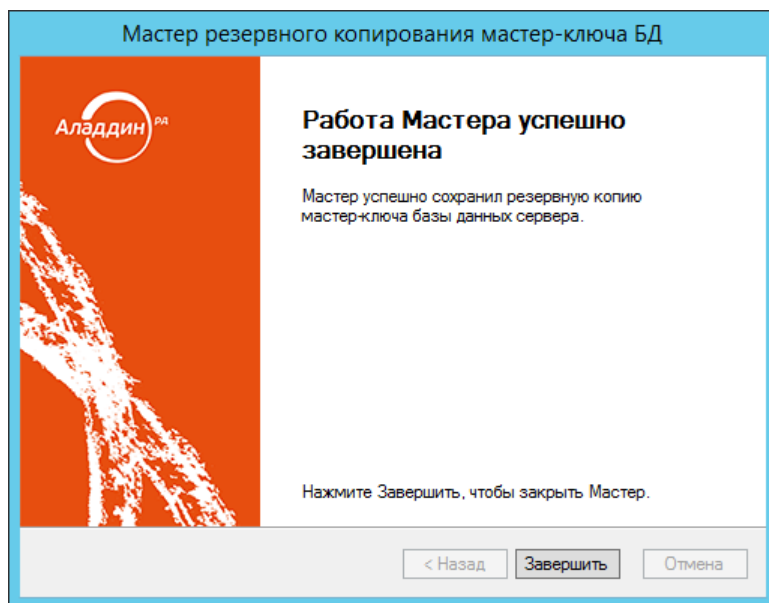 Мастер резервного копирования мастер-ключа БД
Аладдин РД
Работа Мастера успешно
завершена
Мастер успешно сохранил резервную копию
мастер-ключа базы данных сервера.
Нажмите Завершить, чтобы закрыть Мастер.
< Назад
Завершить
Отмена